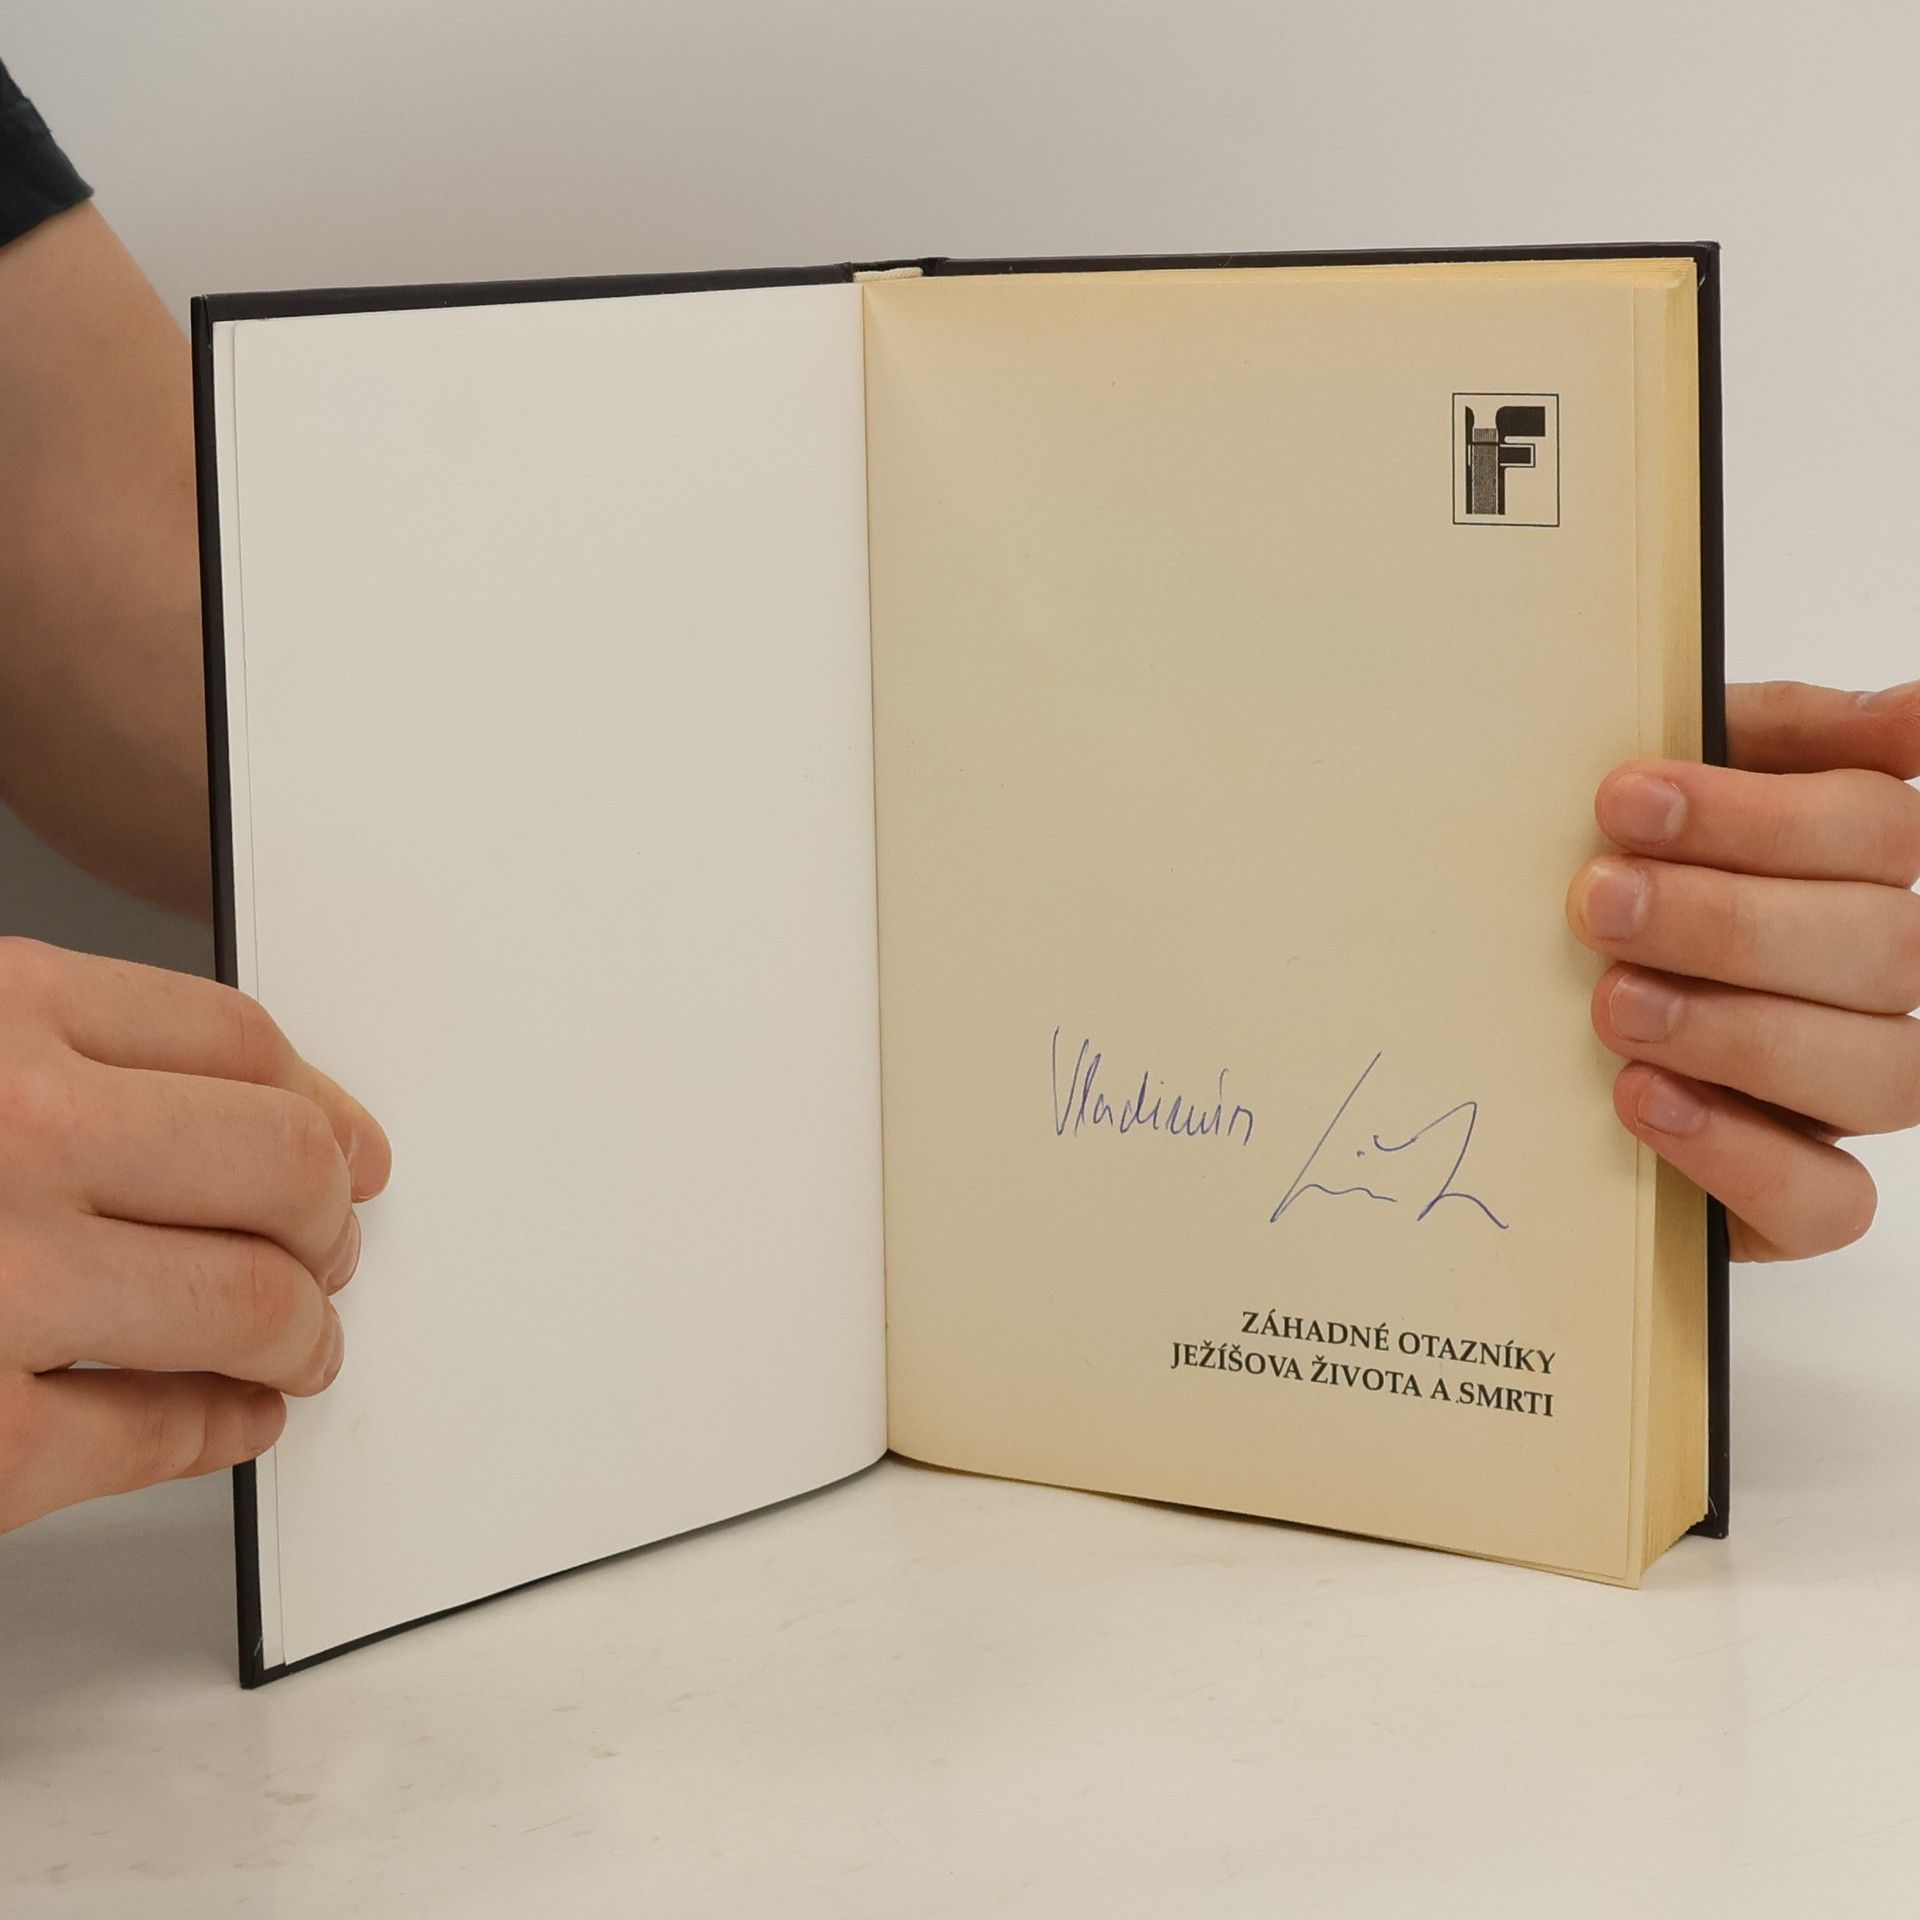 F
Vladimír
ZÁHADNÉ OTAZNÍKY
JEŽÍŠOVA ŽIVOTA A SMRTI